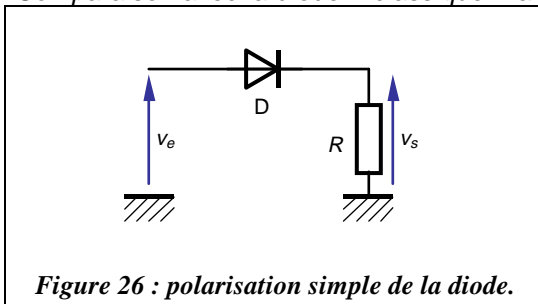 D
vₑ
R
vₛ
Figure 26 : polarisation simple de la diode.